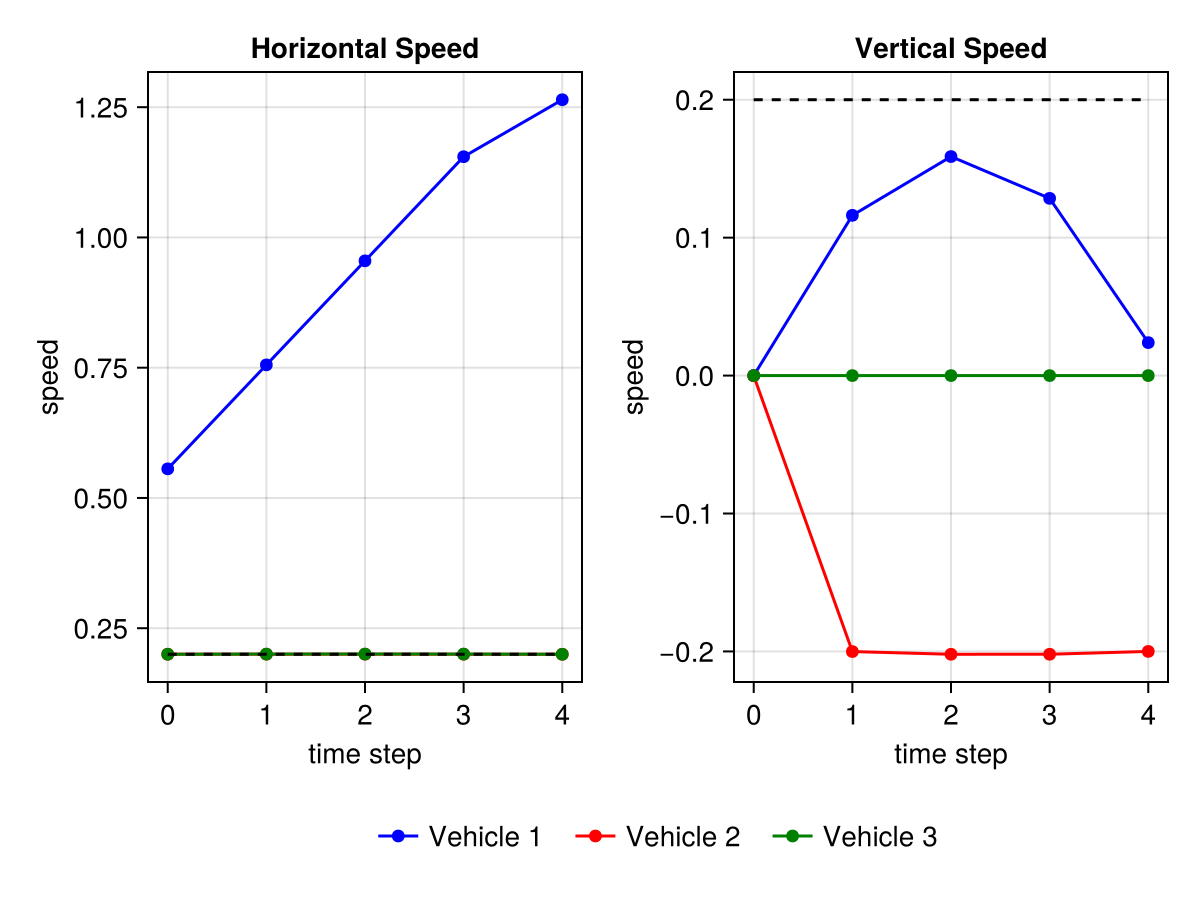 Horizontal Speed
1.25
1.00
0.75
0.50
0.25
speed
0 1 2 3 4
time step
Vertical Speed
0.2
0.1
0.0
−0.1
−0.2
speed
0 1 2 3 4
time step
Vehicle 1 Vehicle 2 Vehicle 3